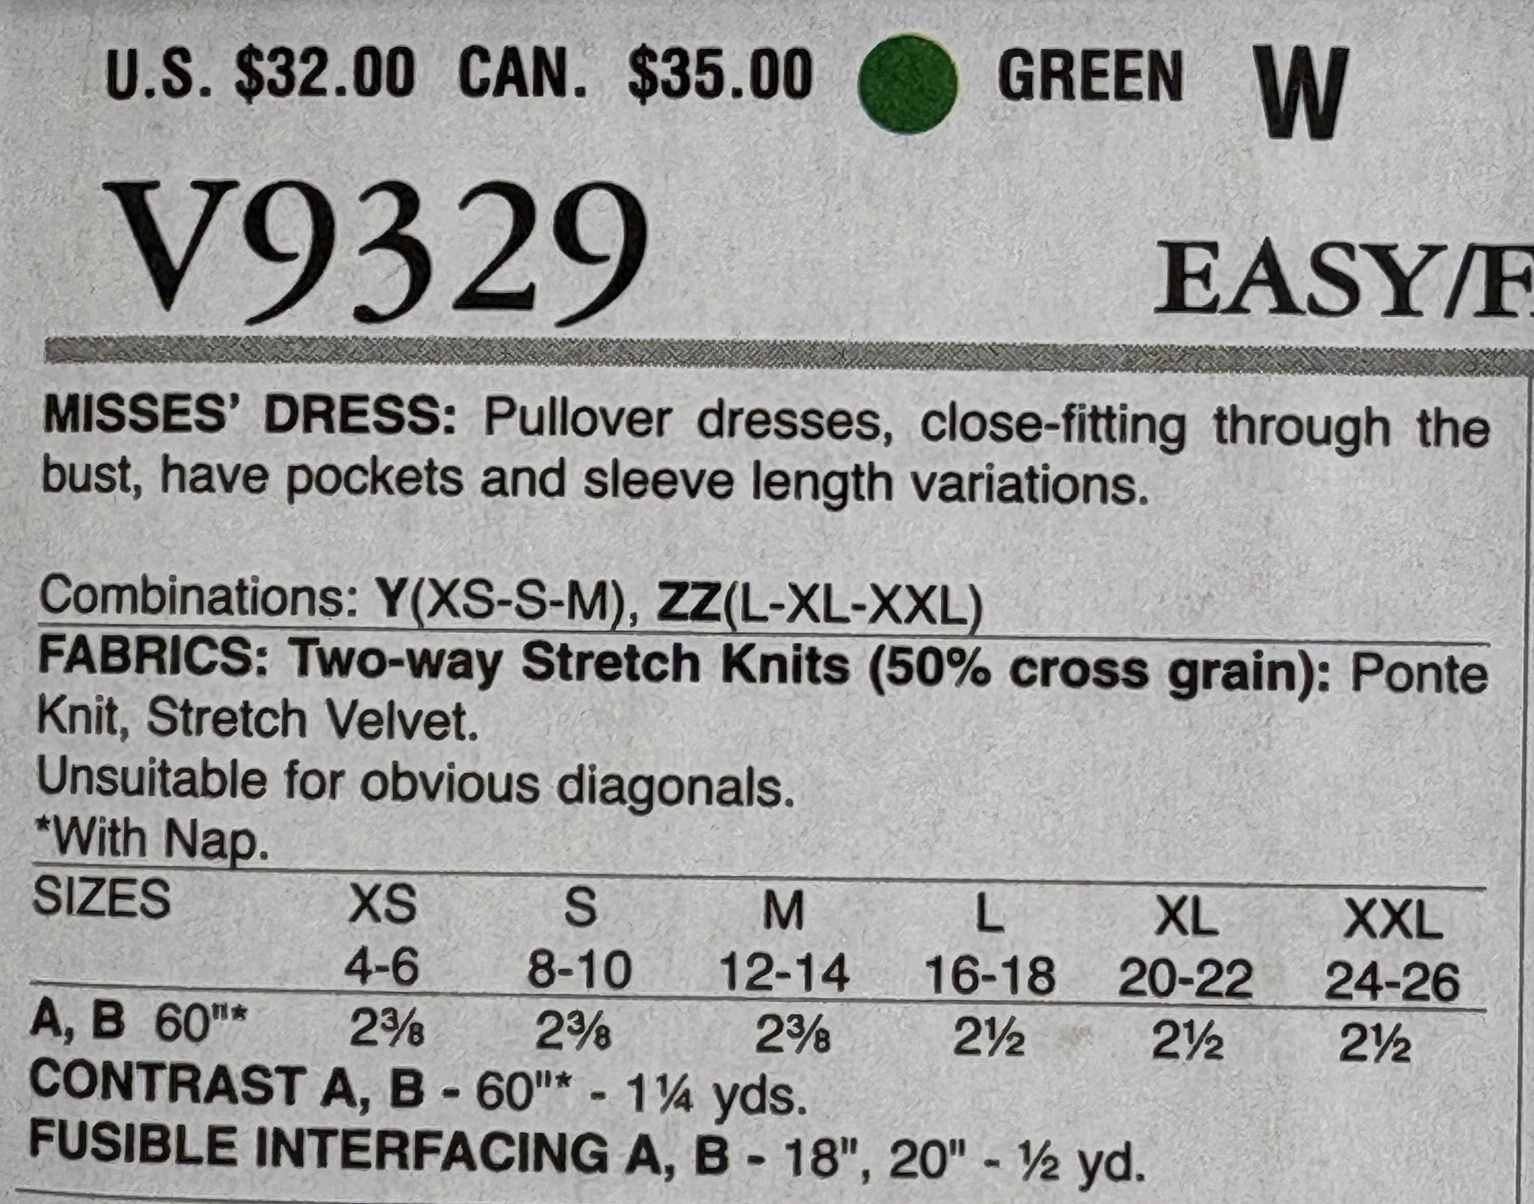 U.S. $32.00 CAN. $35.00 GREEN W
V9329
EASY/F
MISSES' DRESS: Pullover dresses, close-fitting through the
bust, have pockets and sleeve length variations.
Combinations: Y(XS-S-M), ZZ(L-XL-XXL)
FABRICS: Two-way Stretch Knits (50% cross grain): Ponte
Knit, Stretch Velvet.
Unsuitable for obvious diagonals.
*With Nap.
SIZES XS S M L XL XXL
4-6 8-10 12-14 16-18 20-22 24-26
A, B 60"* 2⅜ 2⅜ 2⅜ 2½ 2½ 2½
CONTRAST A, B - 60"* - 1¼ yds.
FUSIBLE INTERFACING A, B - 18", 20" - ½ yd.